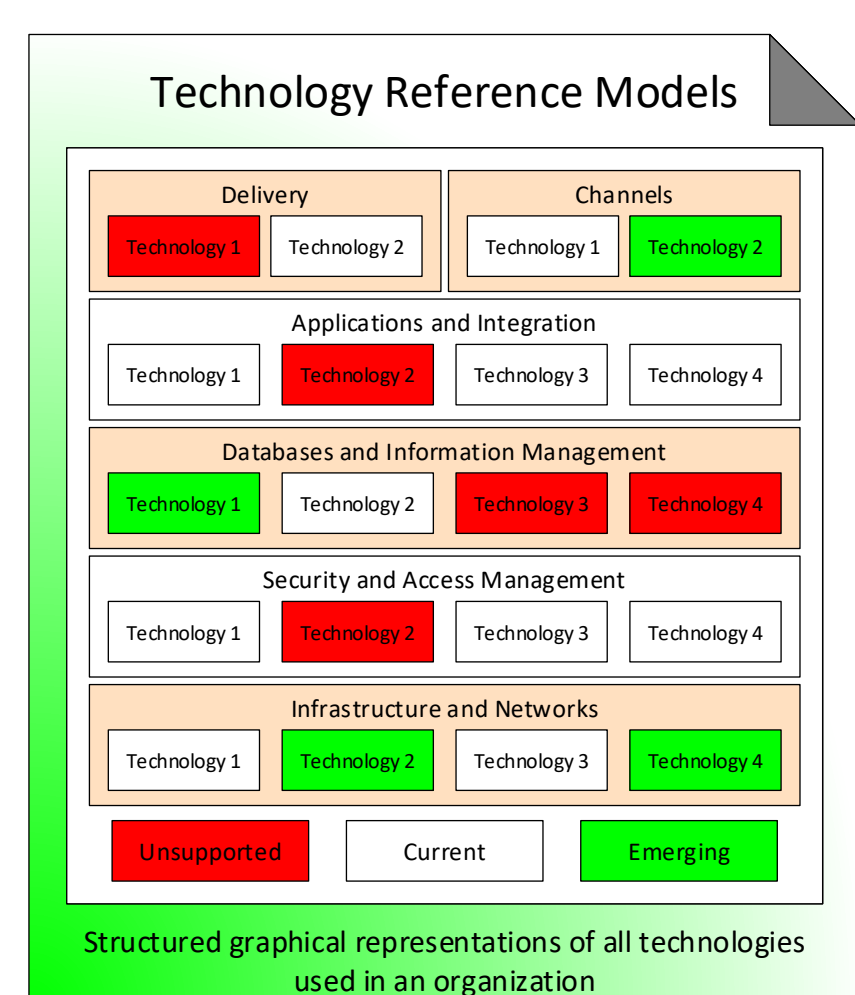 Technology Reference Models
Delivery
Technology 1
Technology 2
Channels
Technology 1
Technology 2
Applications and Integration
Technology 1
Technology 2
Technology 3
Technology 4
Databases and Information Management
Technology 1
Technology 2
Technology 3
Technology 4
Security and Access Management
Technology 1
Technology 2
Technology 3
Technology 4
Infrastructure and Networks
Technology 1
Technology 2
Technology 3
Technology 4
Unsupported
Current
Emerging
Structured graphical representations of all technologies
used in an organization